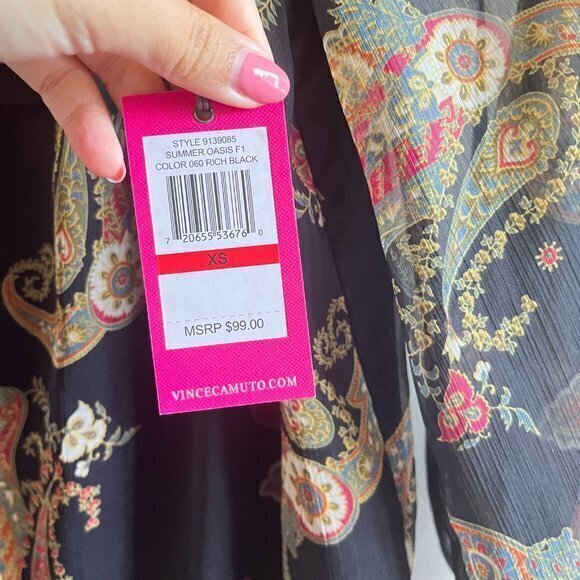 STYLE 9139085
SUMMER OASIS F1
COLOR 060 RICH BLACK
7 20655 53676 0
XS
MSRP $99.00
VINCECAMUTO.COM